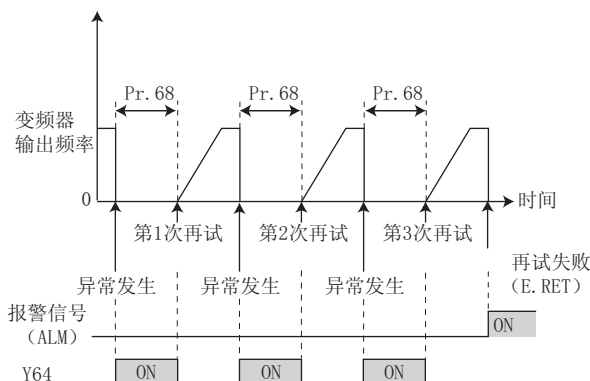 Pr.68 Pr.68 Pr.68
变频器
输出频率
0
时间
第1次再试 第2次再试 第3次再试
异常发生 异常发生 异常发生
再试失败
（E.RET）
报警信号
（ALM）
ON
Y64 ON ON ON